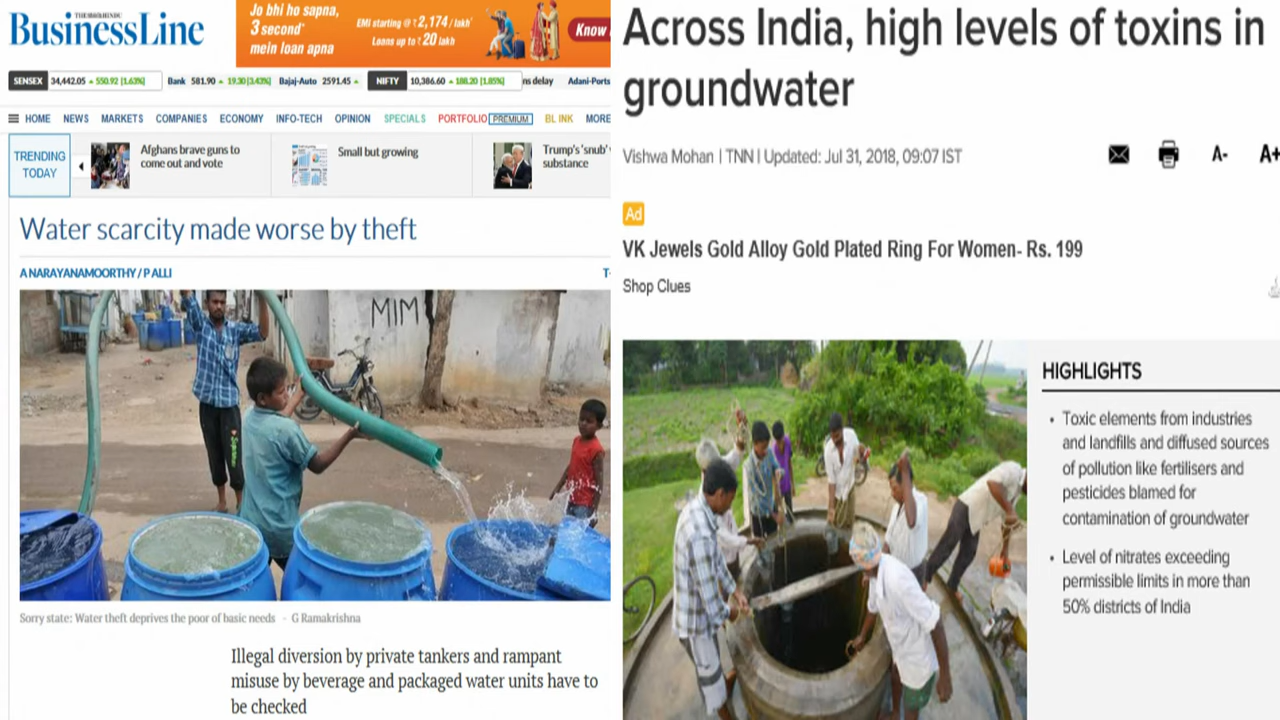 THE HINDU
BusinessLine
Jo bhi ho sapna,
3 second*
mein loan apna
EMI starting @ ₹2,174 / lakh*
Loans up to ₹20 lakh
Know
SENSEX 34,442.05 ▲ 550.92 [1.63%] Bank 581.90 ▲ 19.30 [3.43%] Bajaj-Auto 2591.45 ▲ NIFTY 10,386.60 ▲ 188.20 [1.85%] ns delay Adani-Ports
HOME NEWS MARKETS COMPANIES ECONOMY INFO-TECH OPINION SPECIALS PORTFOLIO PREMIUM BL INK MORE
TRENDING
TODAY
Afghans brave guns to
come out and vote
Small but growing
Trump's 'snub'
substance
Water scarcity made worse by theft
A NARAYANAMOORTHY / P ALLI
T-
MIM
Sorry state: Water theft deprives the poor of basic needs - G Ramakrishna
Illegal diversion by private tankers and rampant
misuse by beverage and packaged water units have to
be checked
Across India, high levels of toxins in
groundwater
Vishwa Mohan | TNN | Updated: Jul 31, 2018, 09:07 IST
A- A+
Ad
VK Jewels Gold Alloy Gold Plated Ring For Women- Rs. 199
Shop Clues
HIGHLIGHTS
• Toxic elements from industries
and landfills and diffused sources
of pollution like fertilisers and
pesticides blamed for
contamination of groundwater
• Level of nitrates exceeding
permissible limits in more than
50% districts of India